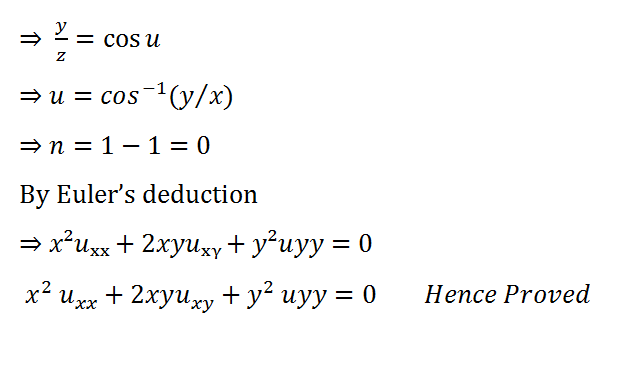 ⇒ y/z = cos u
⇒ u = cos⁻¹(y/x)
⇒ n = 1 − 1 = 0
By Euler’s deduction
⇒ x²uₓₓ + 2xyuₓᵧ + y²uyy = 0
x² uₓₓ + 2xyu_xy + y² uyy = 0 Hence Proved